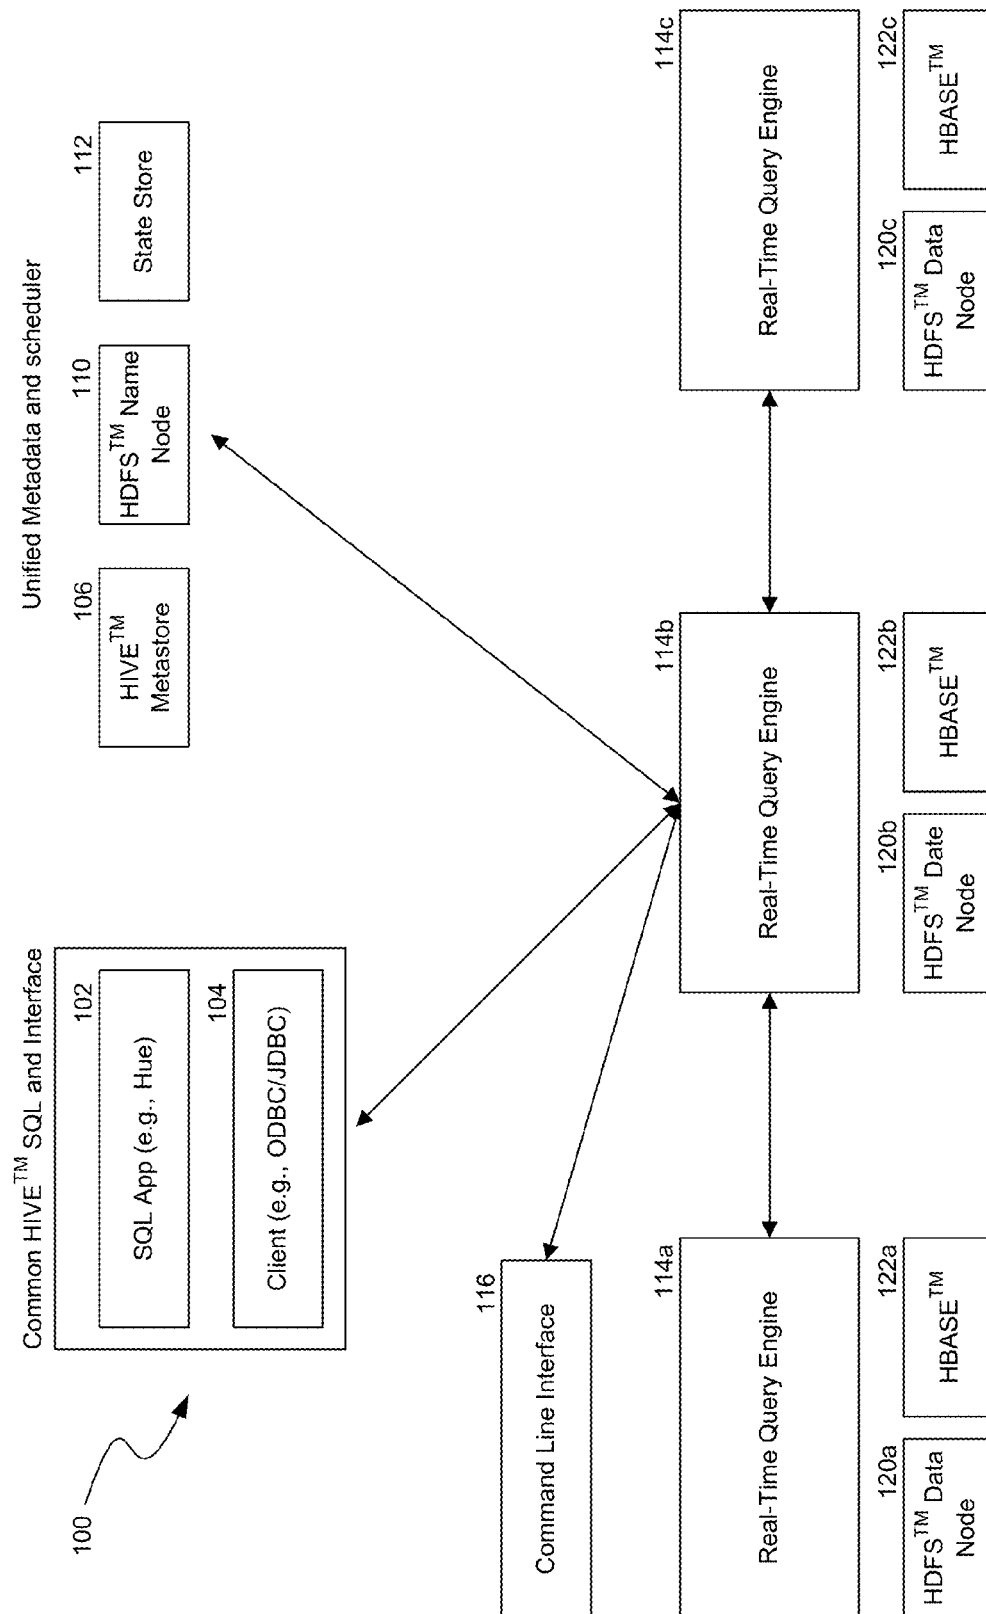 100
Common HIVE™ SQL and Interface
102
SQL App (e.g., Hue)
104
Client (e.g., ODBC/JDBC)
Unified Metadata and scheduler
106
HIVE™
Metastore
110
HDFS™ Name
Node
112
State Store
116
Command Line Interface
114a
Real-Time Query Engine
114b
Real-Time Query Engine
114c
Real-Time Query Engine
120a
HDFS™ Data
Node
122a
HBASE™
120b
HDFS™ Date
Node
122b
HBASE™
120c
HDFS™ Data
Node
122c
HBASE™